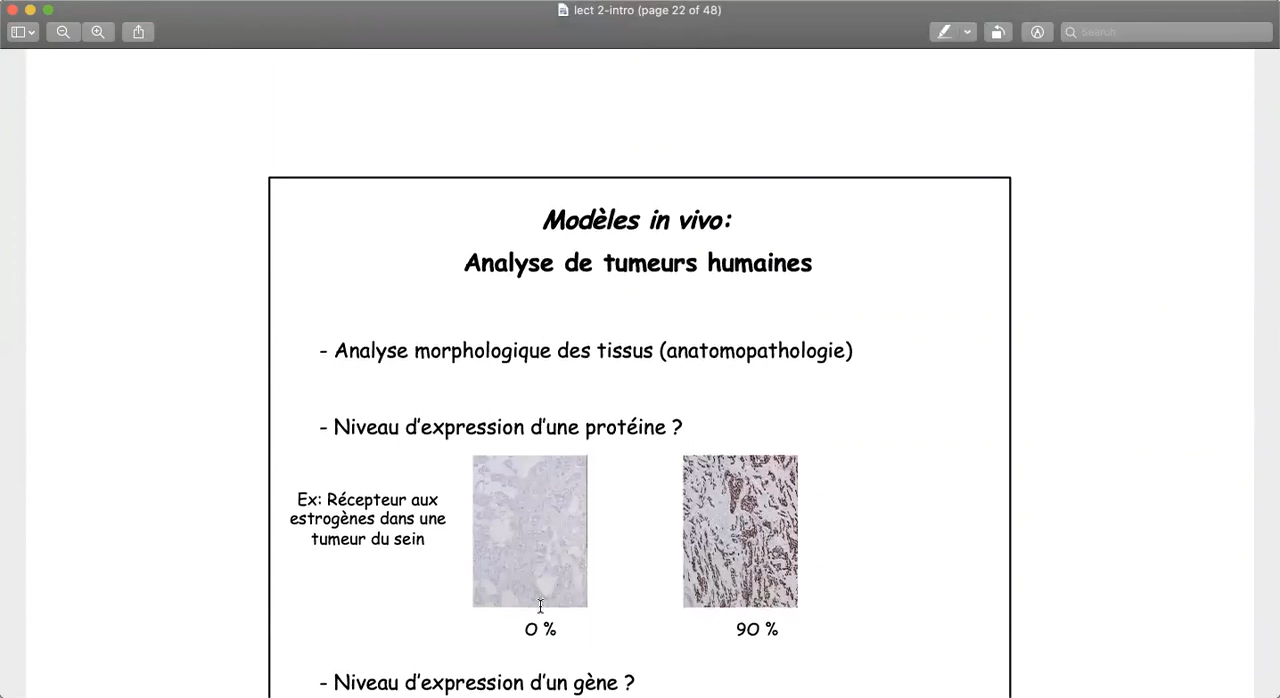 lect 2-intro (page 22 of 48)
Search
Modèles in vivo:
Analyse de tumeurs humaines
- Analyse morphologique des tissus (anatomopathologie)
- Niveau d'expression d'une protéine ?
Ex: Récepteur aux
estrogènes dans une
tumeur du sein
0 %
90 %
- Niveau d'expression d'un gène ?